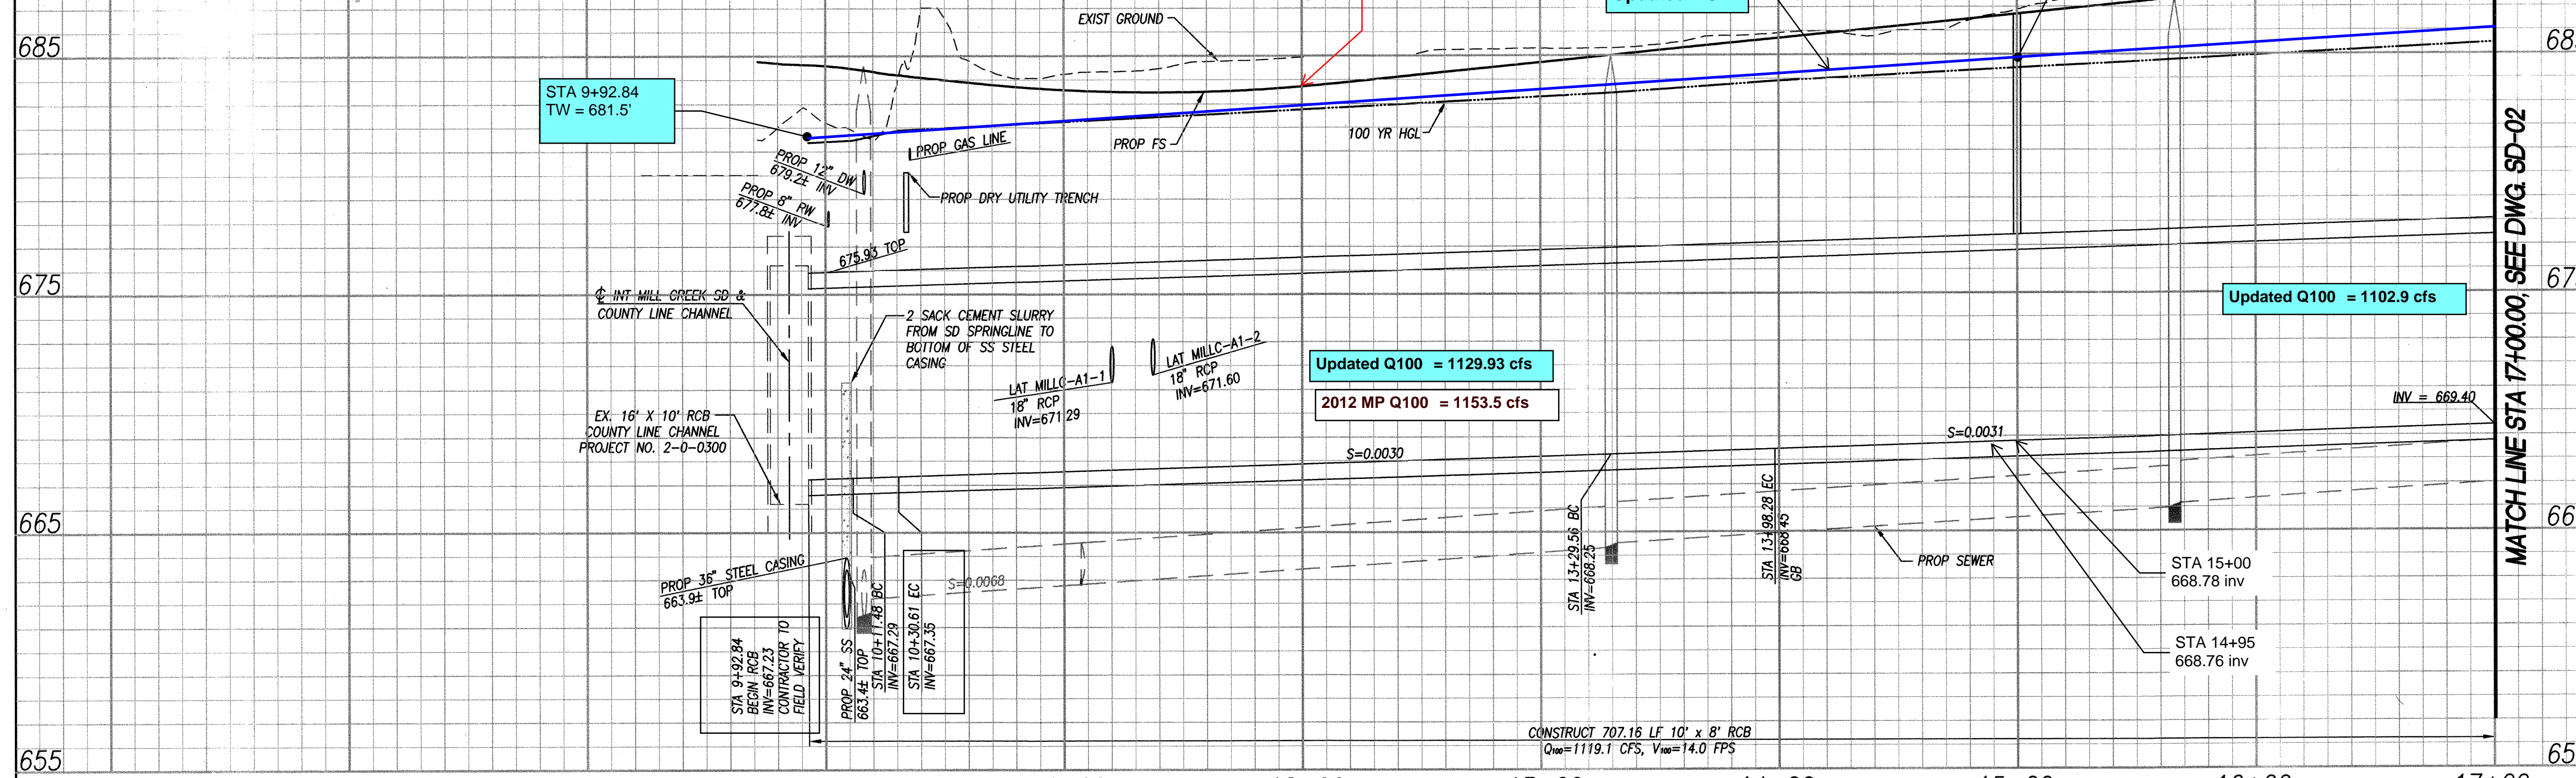 685
EXIST GROUND
STA 9+92.84
TW = 681.5'
PROP GAS LINE
PROP FS
100 YR HGL
PROP 12" DW
679.2± INV
PROP 8" RW
677.8± INV
PROP DRY UTILITY TRENCH
675.93 TOP
675
℄ INT MILL CREEK SD &
COUNTY LINE CHANNEL
2 SACK CEMENT SLURRY
FROM SD SPRINGLINE TO
BOTTOM OF SS STEEL
CASING
LAT MILLC-A1-1
18" RCP
INV=671.29
LAT MILLC-A1-2
18" RCP
INV=671.60
Updated Q100 = 1129.93 cfs
2012 MP Q100 = 1153.5 cfs
Updated Q100 = 1102.9 cfs
EX. 16' X 10' RCB
COUNTY LINE CHANNEL
PROJECT NO. 2-0-0300
INV = 669.40
S=0.0030
S=0.0031
MATCH LINE STA 17+00.00, SEE DWG. SD-02
665
PROP 36" STEEL CASING
663.9± TOP
S=0.0068
STA 9+92.84
BEGIN RCB
INV=667.23
CONTRACTOR TO
FIELD VERIFY
PROP 24" SS
663.4± TOP
STA 10+11.48 BC
INV=667.29
STA 10+30.61 EC
INV=667.35
STA 13+29.56 BC
INV=668.25
STA 13+98.28 EC
INV=668.45
GB
PROP SEWER
STA 15+00
668.78 inv
STA 14+95
668.76 inv
CONSTRUCT 707.16 LF 10' x 8' RCB
Q₁₀₀=1119.1 CFS, V₁₀₀=14.0 FPS
655